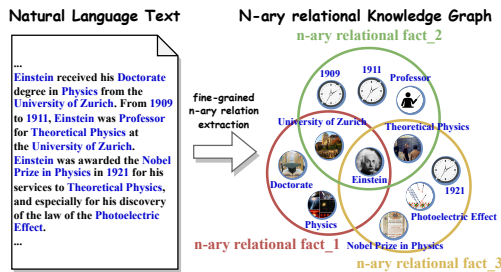 Natural Language Text
...
Einstein received his Doctorate
degree in Physics from the
University of Zurich. From 1909
to 1911, Einstein was Professor
for Theoretical Physics at
the University of Zurich.
Einstein was awarded the Nobel
Prize in Physics in 1921 for his
services to Theoretical Physics,
and especially for his discovery
of the law of the Photoelectric
Effect.
...
fine-grained
n-ary relation
extraction
N-ary relational Knowledge Graph
n-ary relational fact_2
1909
1911
Professor
University of Zurich
Theoretical Physics
Einstein
Doctorate
1921
Physics
Photoelectric Effect
n-ary relational fact_1
Nobel Prize in Physics
n-ary relational fact_3